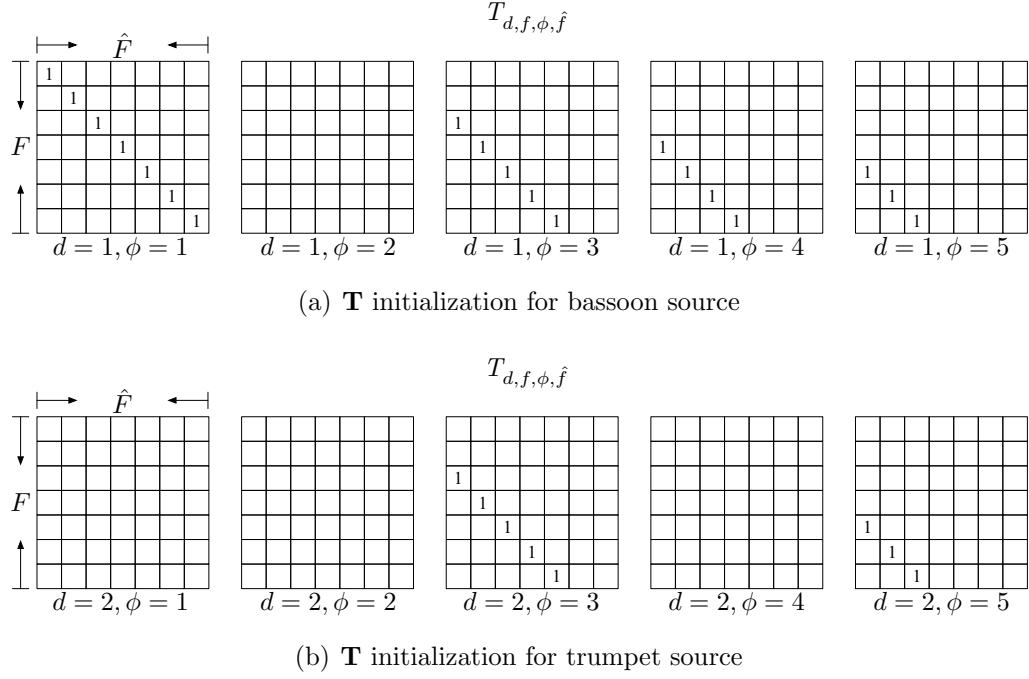 T_{d,f,ϕ,f̂}
F̂
1
1
1
1 1 1
F 1 1 1
1 1 1 1
1 1 1 1
1 1 1 1
d = 1, ϕ = 1 d = 1, ϕ = 2 d = 1, ϕ = 3 d = 1, ϕ = 4 d = 1, ϕ = 5
(a) T initialization for bassoon source
T_{d,f,ϕ,f̂}
F̂
1
F 1
1 1
1 1
1 1
d = 2, ϕ = 1 d = 2, ϕ = 2 d = 2, ϕ = 3 d = 2, ϕ = 4 d = 2, ϕ = 5
(b) T initialization for trumpet source